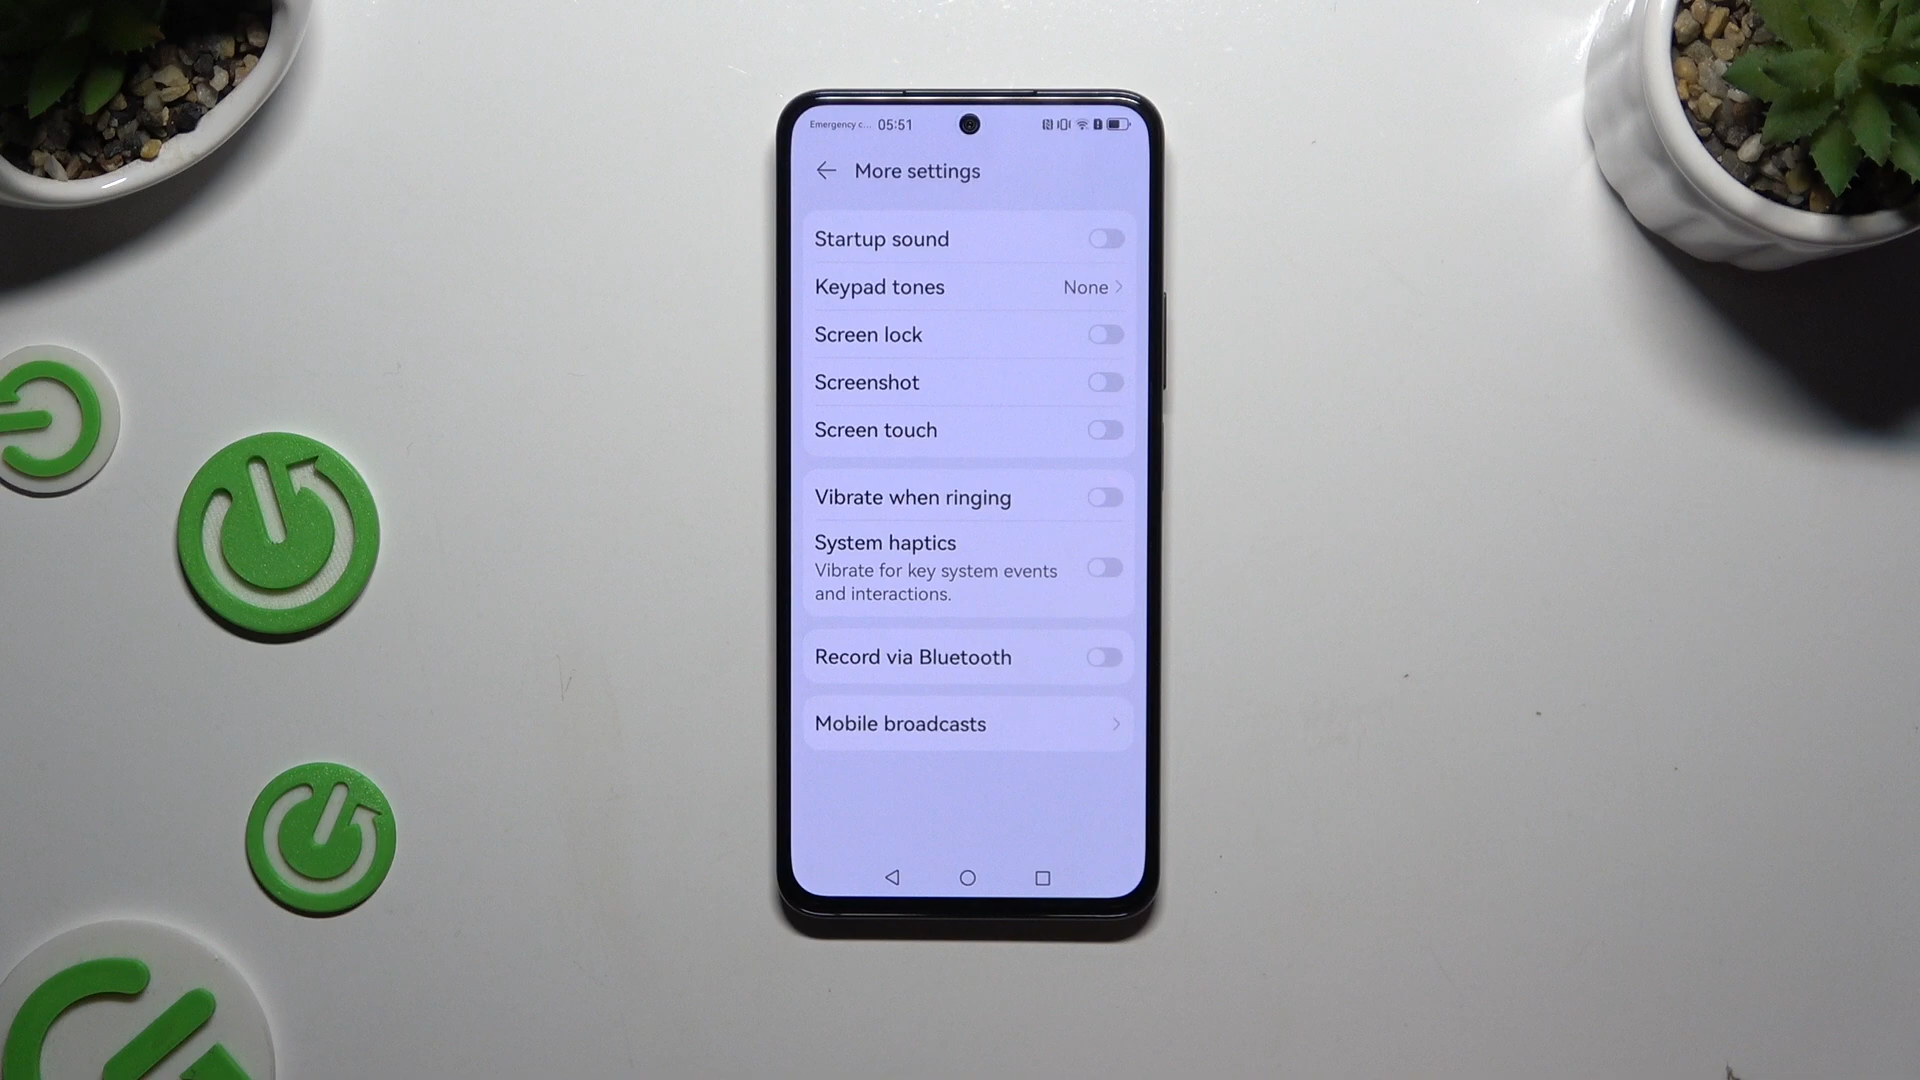 Emergency c... 05:51
More settings
Startup sound
Keypad tones None
Screen lock
Screenshot
Screen touch
Vibrate when ringing
System haptics
Vibrate for key system events
and interactions.
Record via Bluetooth
Mobile broadcasts